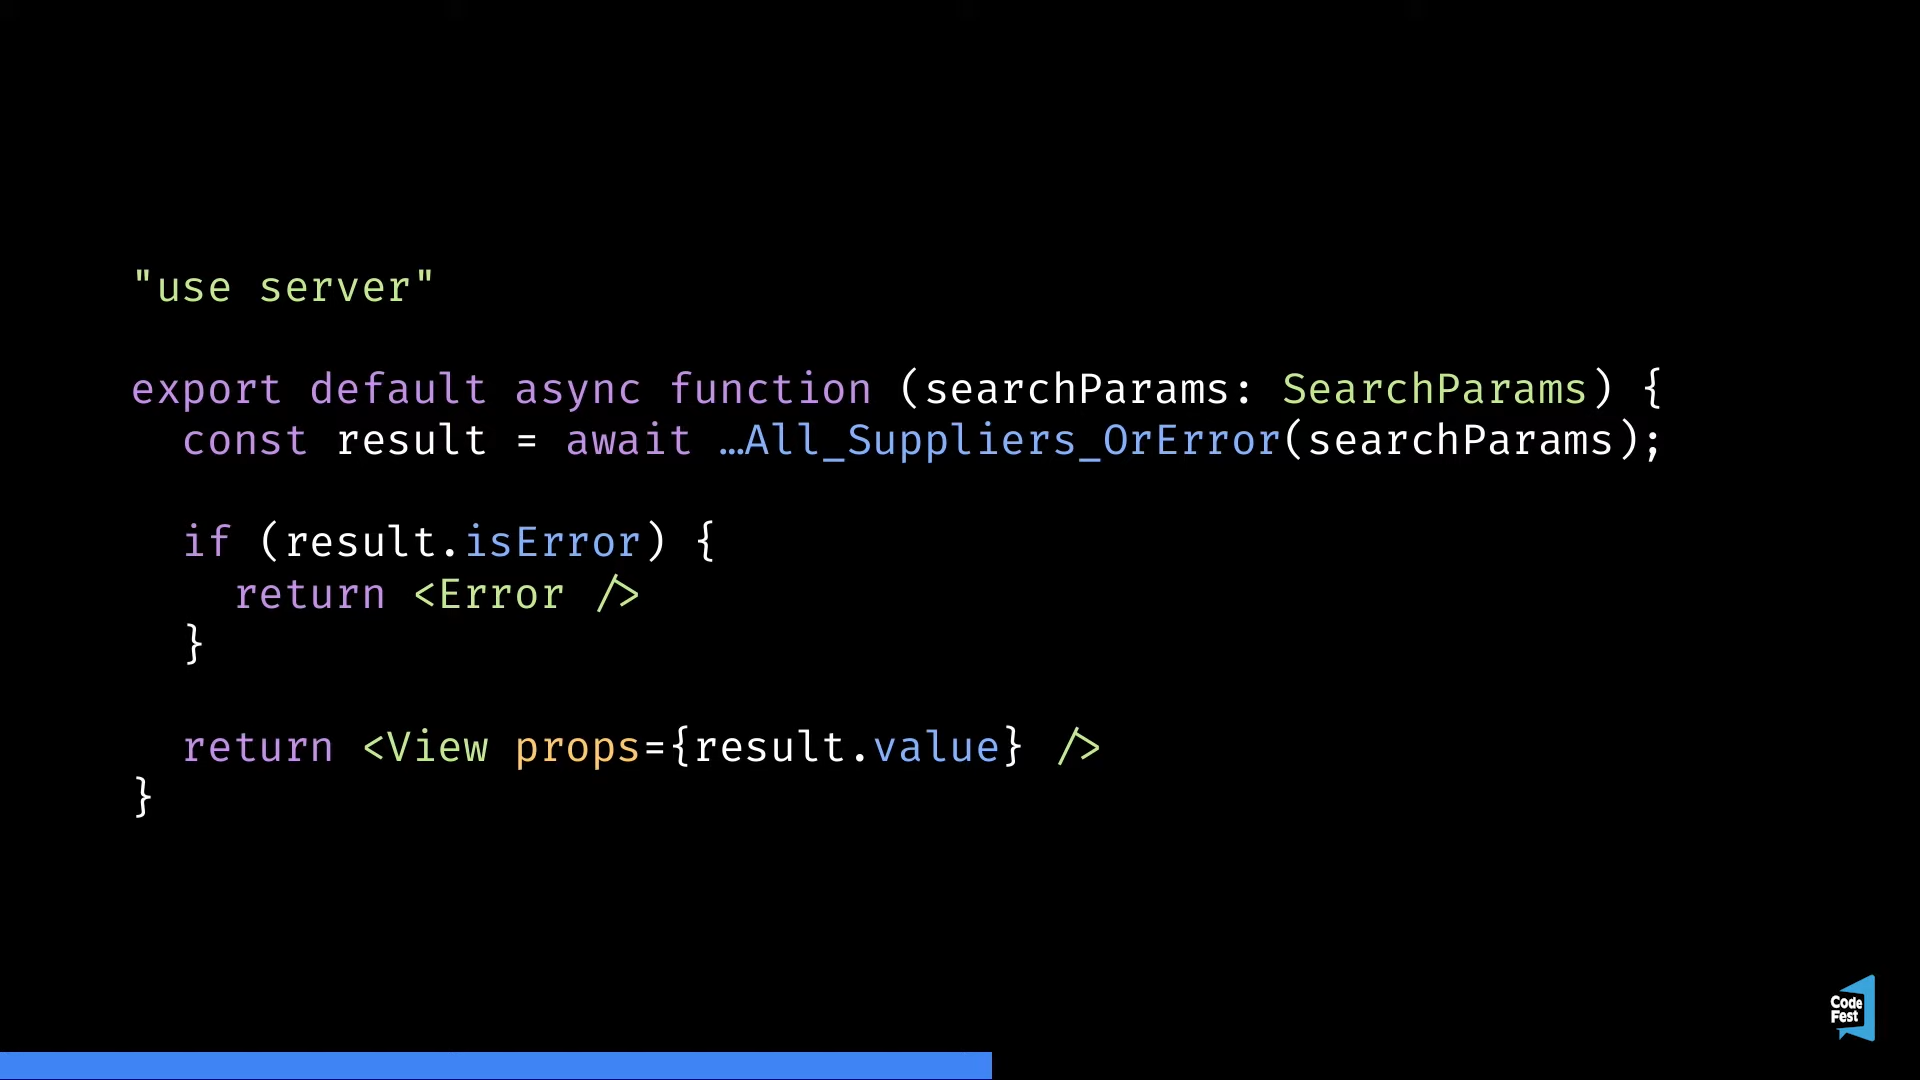 "use server"
export default async function (searchParams: SearchParams) {
  const result = await …All_Suppliers_OrError(searchParams);
  if (result.isError) {
    return <Error />
  }
  return <View props={result.value} />
}
Code
Fest